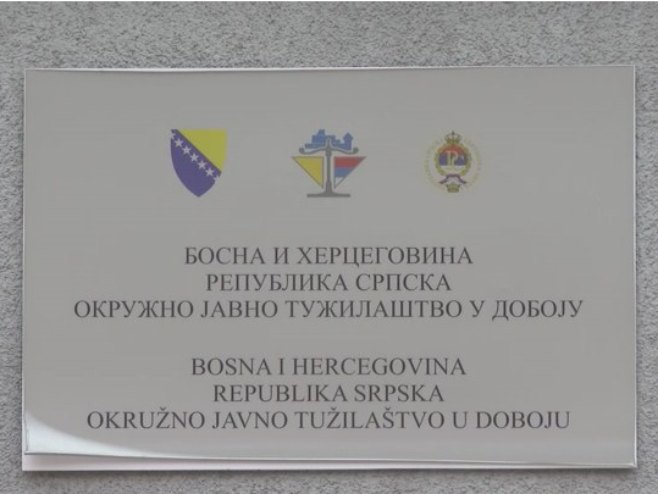 БОСНА И ХЕРЦЕГОВИНА
РЕПУБЛИКА СРПСКА
ОКРУЖНО ЈАВНО ТУЖИЛАШТВО У ДОБОЈУ
BOSNA I HERCEGOVINA
REPUBLIKA SRPSKA
OKRUŽNO JAVNO TUŽILAŠTVO U DOBOJU